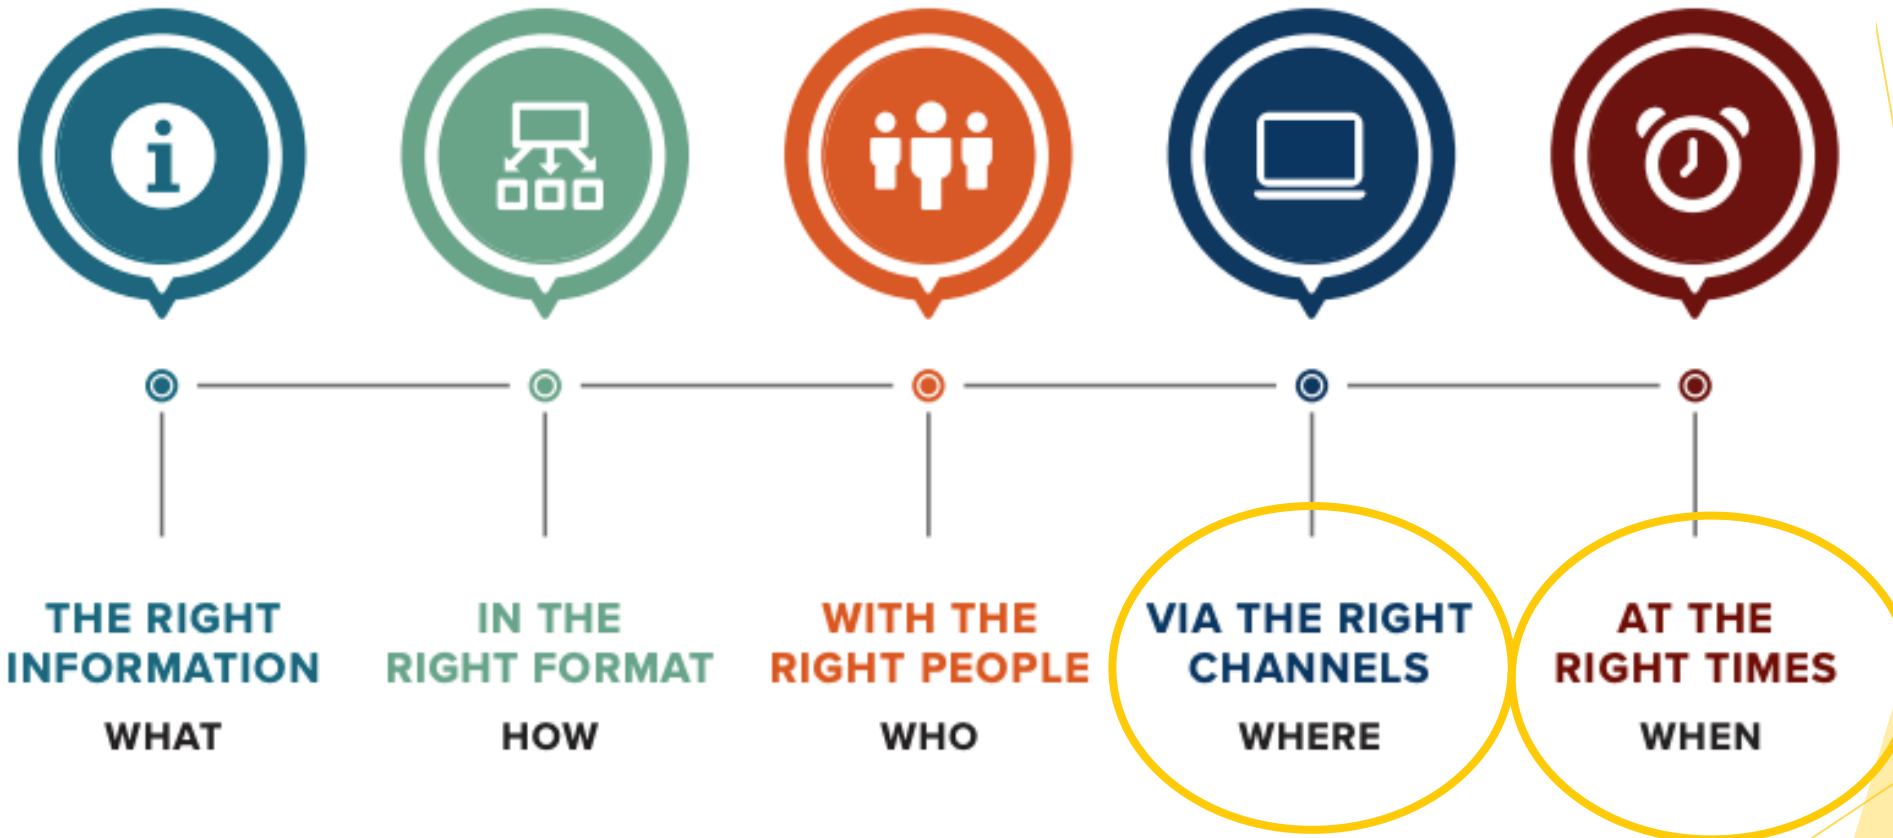 THE RIGHT
INFORMATION
WHAT
IN THE
RIGHT FORMAT
HOW
WITH THE
RIGHT PEOPLE
WHO
VIA THE RIGHT
CHANNELS
WHERE
AT THE
RIGHT TIMES
WHEN